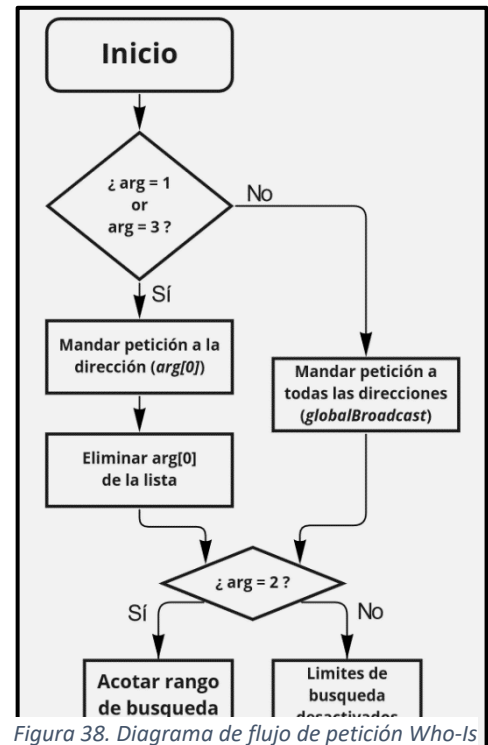 Inicio
¿ arg = 1
or
arg = 3 ?
No
Sí
Mandar petición a la
dirección (arg[0])
Mandar petición a
todas las direcciones
(globalBroadcast)
Eliminar arg[0]
de la lista
¿ arg = 2 ?
Sí
No
Acotar rango
de busqueda
Limites de
busqueda
desactivados
Figura 38. Diagrama de flujo de petición Who-Is